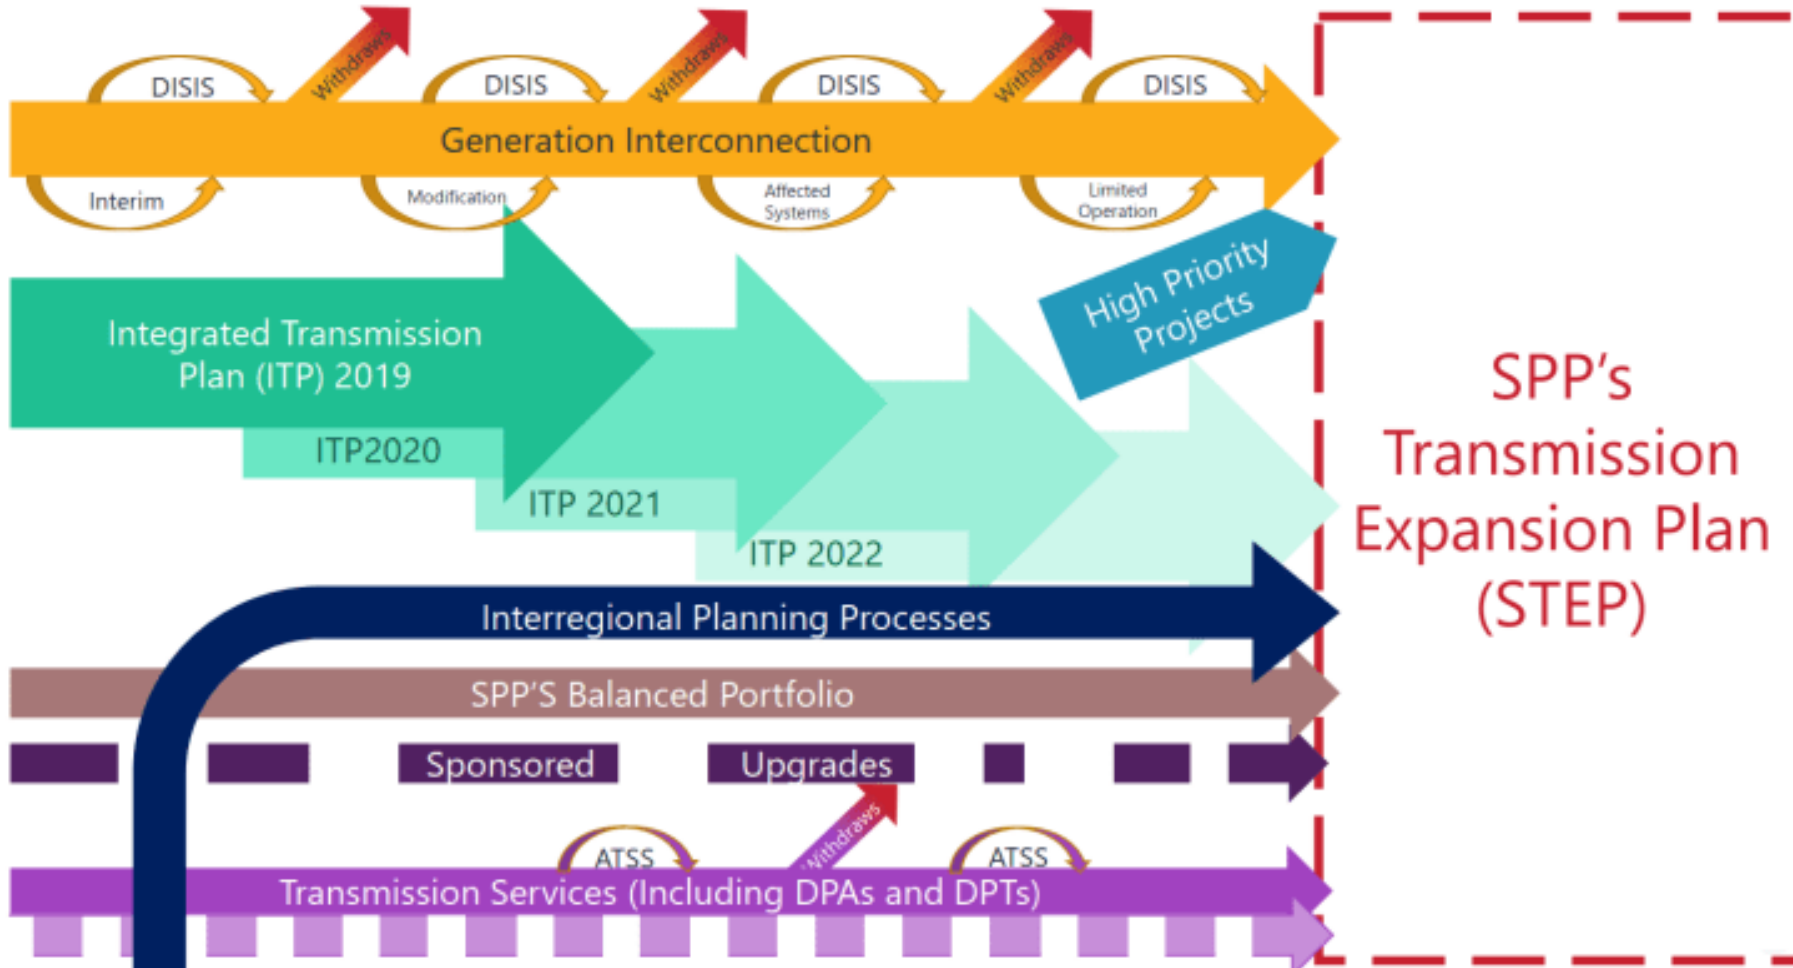 Withdraws
Withdraws
Withdraws
DISIS
DISIS
DISIS
DISIS
Generation Interconnection
Interim
Modification
Affected
Systems
Limited
Operation
High Priority
Projects
Integrated Transmission
Plan (ITP) 2019
ITP2020
ITP 2021
ITP 2022
SPP's
Transmission
Expansion Plan
(STEP)
Interregional Planning Processes
SPP'S Balanced Portfolio
Sponsored Upgrades
Withdraws
ATSS
ATSS
Transmission Services (Including DPAs and DPTs)